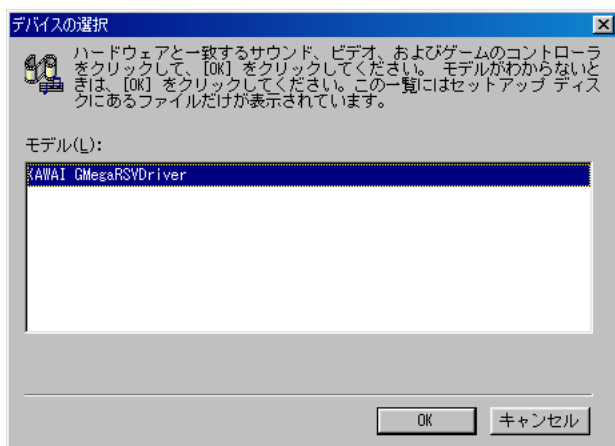 デバイスの選択
ハードウェアと一致するサウンド、ビデオ、およびゲームのコントローラ
をクリックして、[OK] をクリックしてください。 モデルがわからないと
きは、[OK] をクリックしてください。この一覧にはセットアップ ディス
クにあるファイルだけが表示されています。
モデル(L):
KAWAI GMegaRSVDriver
OK
キャンセル